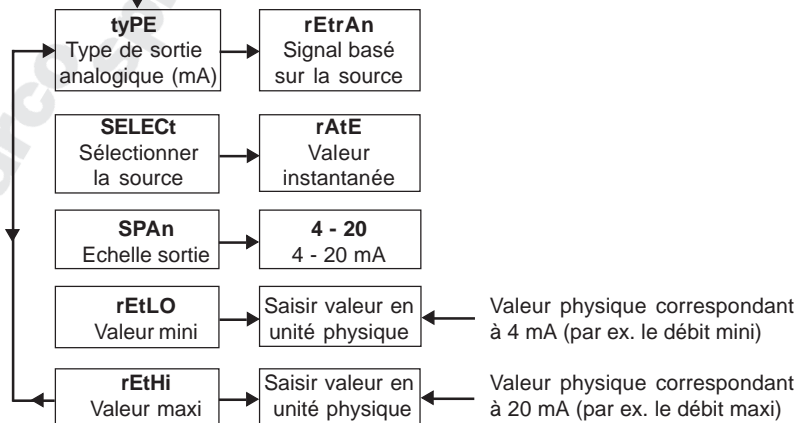 tyPE
Type de sortie
analogique (mA)
rEtrAn
Signal basé
sur la source
SELECt
Sélectionner
la source
rAtE
Valeur
instantanée
SPAn
Echelle sortie
4 - 20
4 - 20 mA
rEtLO
Valeur mini
Saisir valeur en
unité physique
Valeur physique correspondant
à 4 mA (par ex. le débit mini)
rEtHi
Valeur maxi
Saisir valeur en
unité physique
Valeur physique correspondant
à 20 mA (par ex. le débit maxi)